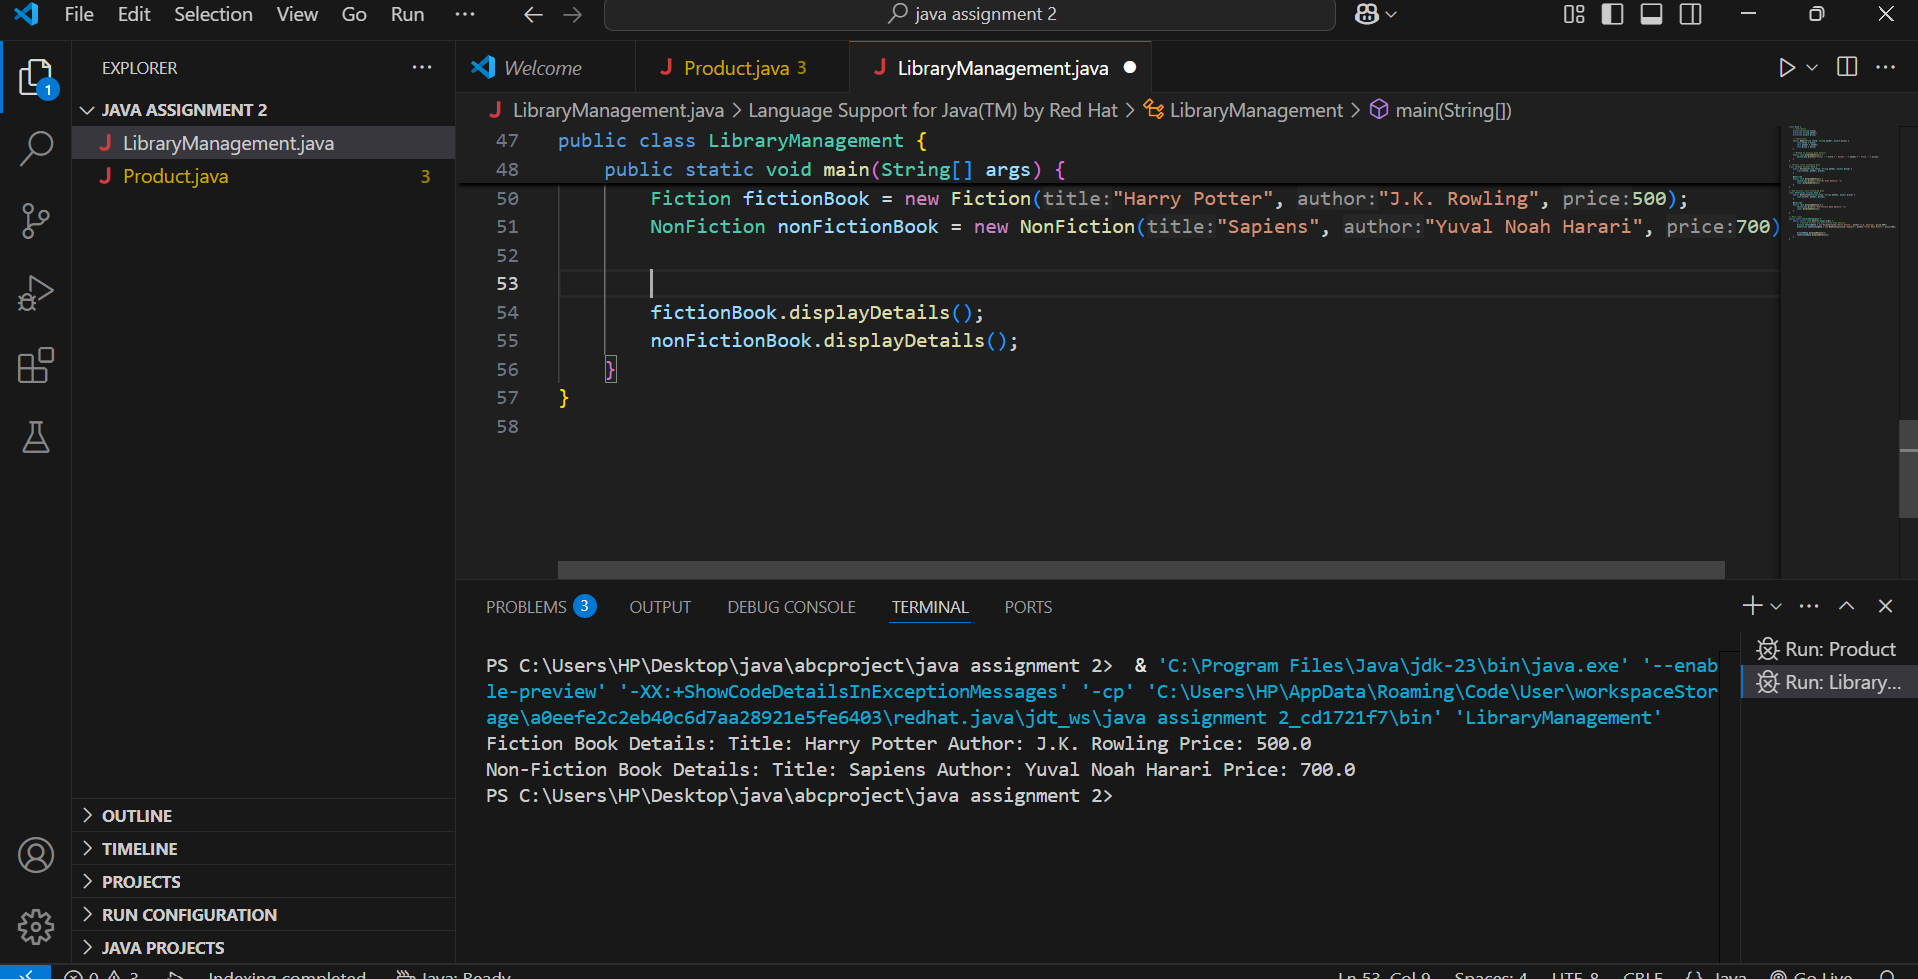 File Edit Selection View Go Run ··· java assignment 2
EXPLORER ···
1
JAVA ASSIGNMENT 2
LibraryManagement.java
Product.java 3
OUTLINE
TIMELINE
PROJECTS
RUN CONFIGURATION
JAVA PROJECTS
Welcome Product.java 3 LibraryManagement.java
LibraryManagement.java > Language Support for Java(TM) by Red Hat > LibraryManagement > main(String[])
47 public class LibraryManagement {
48 public static void main(String[] args) {
50 Fiction fictionBook = new Fiction(title:"Harry Potter", author:"J.K. Rowling", price:500);
51 NonFiction nonFictionBook = new NonFiction(title:"Sapiens", author:"Yuval Noah Harari", price:700)
52
53
54 fictionBook.displayDetails();
55 nonFictionBook.displayDetails();
56 }
57 }
58
PROBLEMS 3 OUTPUT DEBUG CONSOLE TERMINAL PORTS
PS C:\Users\HP\Desktop\java\abcproject\java assignment 2>  & 'C:\Program Files\Java\jdk-23\bin\java.exe' '--enab
le-preview' '-XX:+ShowCodeDetailsInExceptionMessages' '-cp' 'C:\Users\HP\AppData\Roaming\Code\User\workspaceStor
age\a0eefe2c2eb40c6d7aa28921e5fe6403\redhat.java\jdt_ws\java assignment 2_cd1721f7\bin' 'LibraryManagement'
Fiction Book Details: Title: Harry Potter Author: J.K. Rowling Price: 500.0
Non-Fiction Book Details: Title: Sapiens Author: Yuval Noah Harari Price: 700.0
PS C:\Users\HP\Desktop\java\abcproject\java assignment 2>
Run: Product
Run: Library...
0 3 Indexing completed Java: Ready Ln 53, Col 9 Spaces: 4 UTF-8 CRLF {} Java Go Live